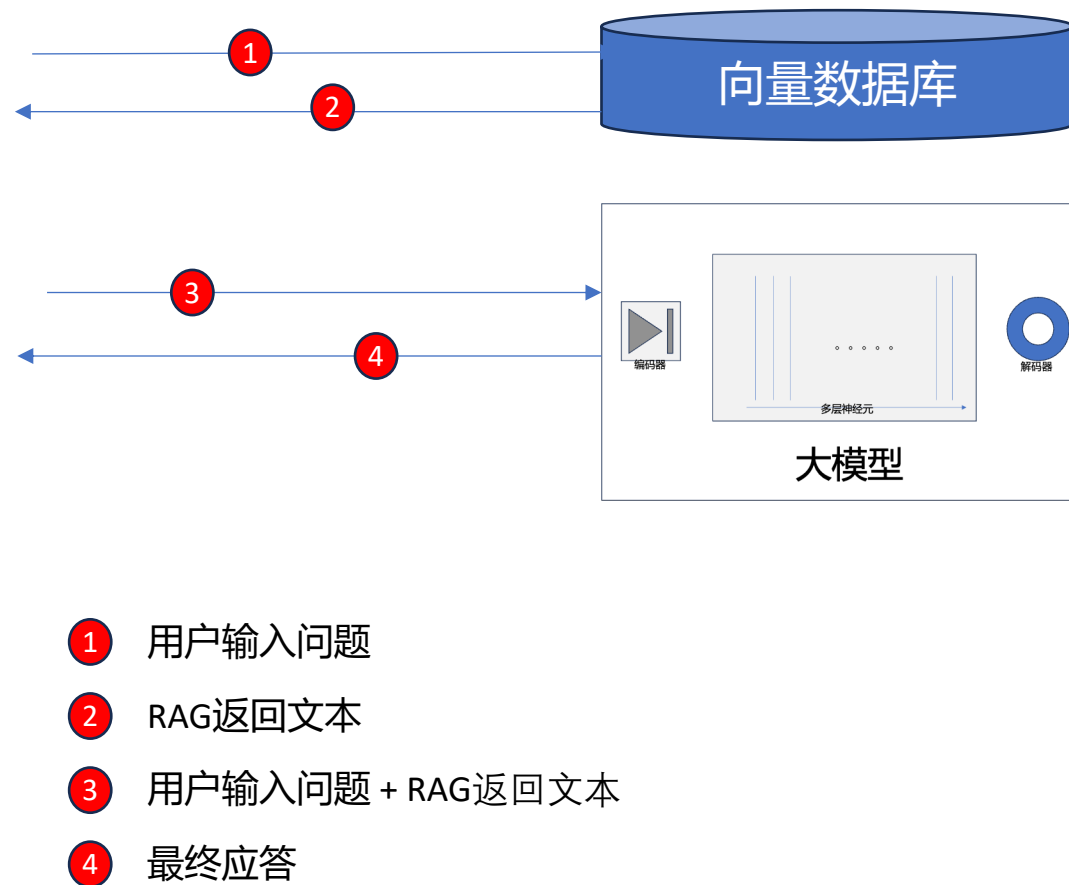 1
向量数据库
2
3
4
编码器
解码器
多层神经元
大模型
1 用户输入问题
2 RAG返回文本
3 用户输入问题 + RAG返回文本
4 最终应答